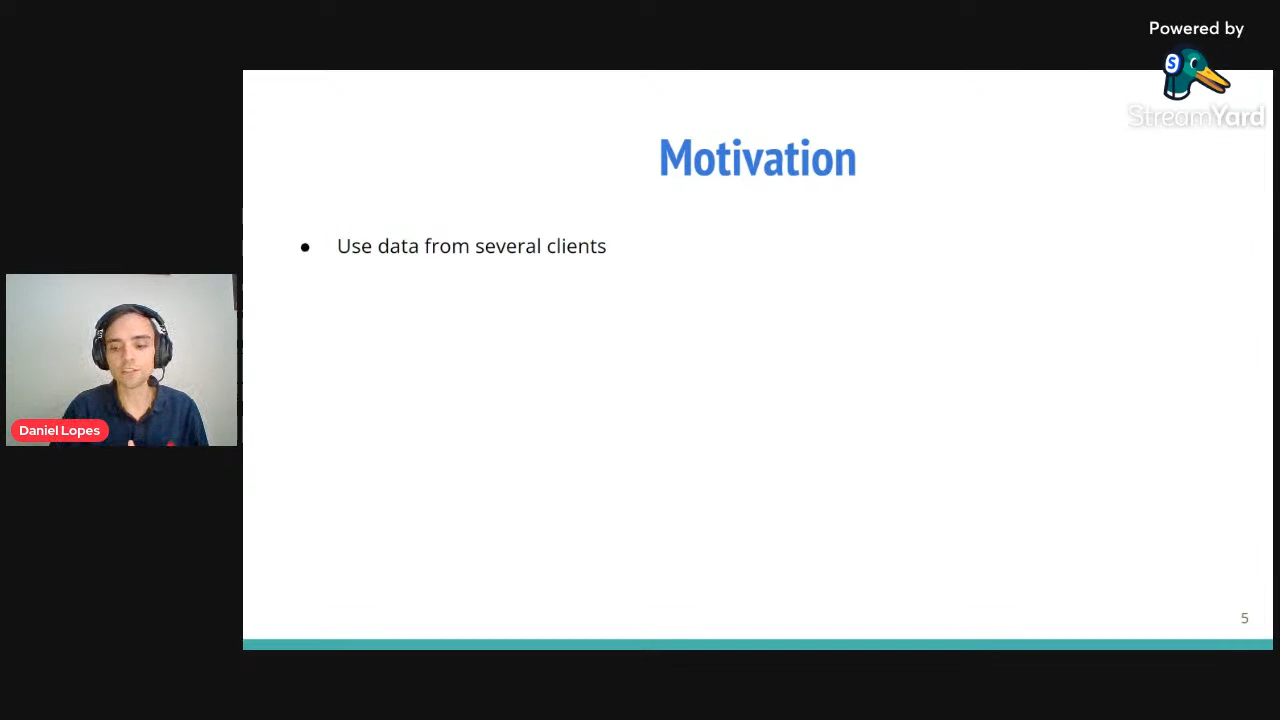 Powered by
S
StreamYard
Motivation
● Use data from several clients
Daniel Lopes
5